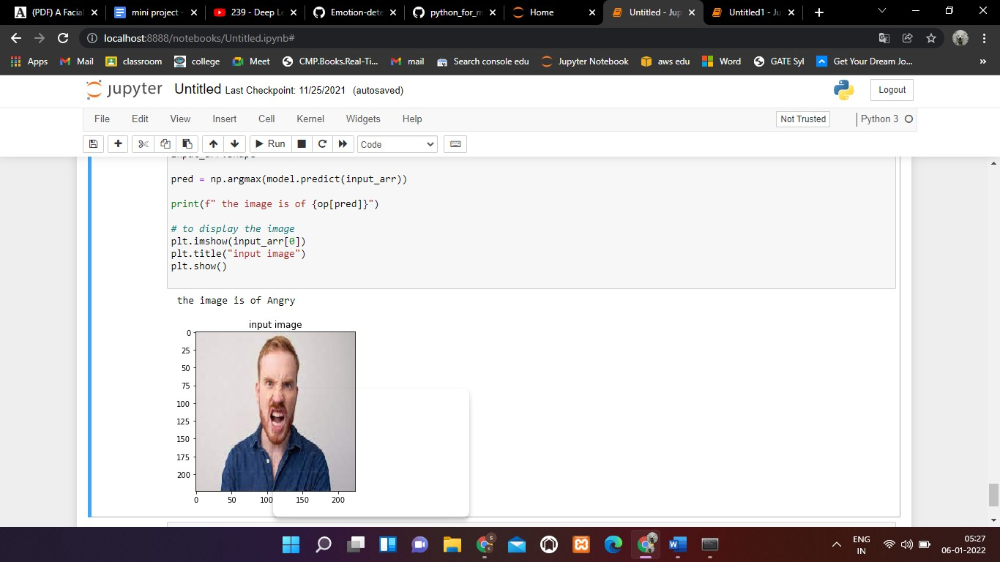 (PDF) A Facial
mini project -
239 - Deep Le
Emotion-dete
python_for_m
Home
Untitled - Jup
Untitled1 - Ju
localhost:8888/notebooks/Untitled.ipynb#
Apps
Mail
classroom
college
Meet
CMP.Books.Real-Ti...
mail
Search console edu
Jupyter Notebook
aws edu
Word
GATE Syl
Get Your Dream Jo...
»
jupyter Untitled Last Checkpoint: 11/25/2021 (autosaved)
Logout
File Edit View Insert Cell Kernel Widgets Help
Not Trusted
Python 3
Run
Code
pred = np.argmax(model.predict(input_arr))
print(f" the image is of {op[pred]}")
# to display the image
plt.imshow(input_arr[0])
plt.title("input image")
plt.show()
the image is of Angry
input image
0
25
50
75
100
125
150
175
200
0 50 100 150 200
ENG
IN
05:27
06-01-2022